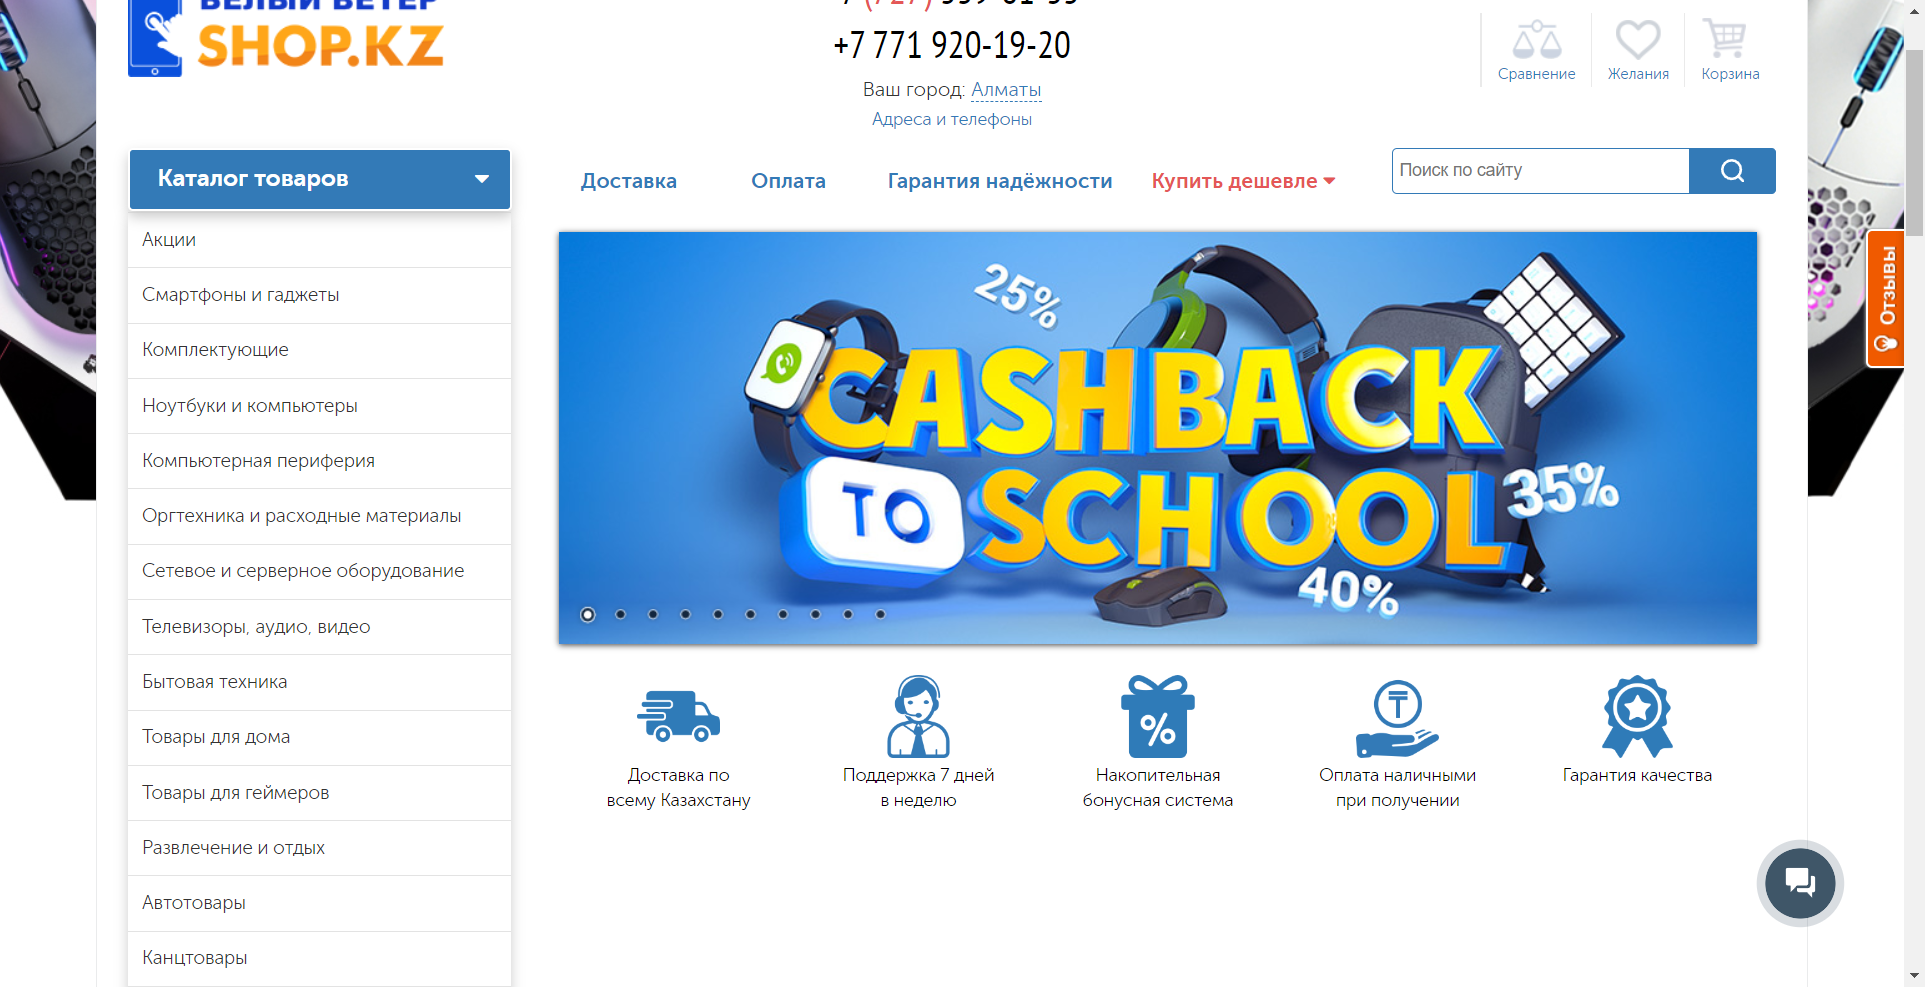 БЕЛЫЙ ВЕТЕР
SHOP.KZ
+7 771 920-19-20
Ваш город: Алматы
Адреса и телефоны
Сравнение
Желания
Корзина
Каталог товаров
Доставка
Оплата
Гарантия надёжности
Купить дешевле
Поиск по сайту
Акции
Смартфоны и гаджеты
Комплектующие
Ноутбуки и компьютеры
Компьютерная периферия
Оргтехника и расходные материалы
Сетевое и серверное оборудование
Телевизоры, аудио, видео
Бытовая техника
Товары для дома
Товары для геймеров
Развлечение и отдых
Автотовары
Канцтовары
25%
CASHBACK
TO SCHOOL
35%
40%
Доставка по
всему Казахстану
Поддержка 7 дней
в неделю
%
Накопительная
бонусная система
₸
Оплата наличными
при получении
Гарантия качества
Отзывы